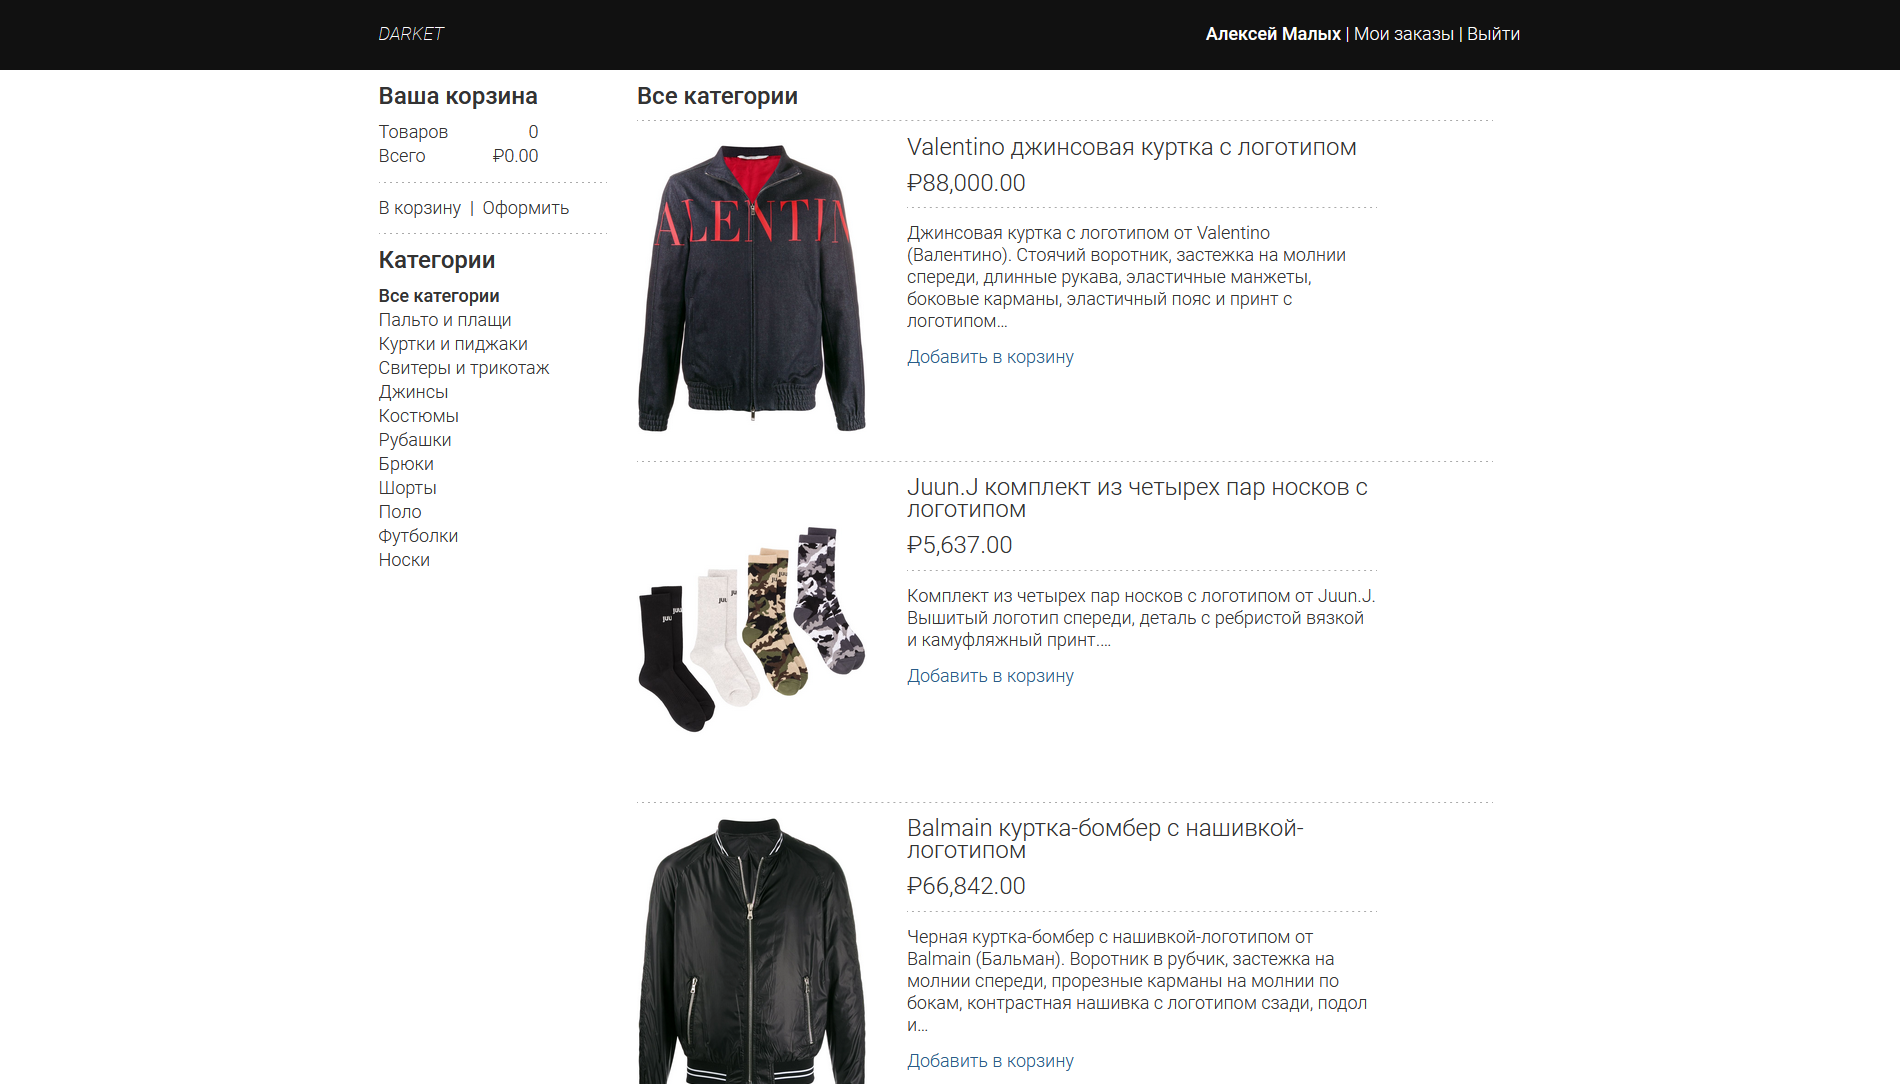 DARKET
Алексей Малых | Мои заказы | Выйти
Ваша корзина
Товаров 0
Всего ₽0.00
В корзину | Оформить
Категории
Все категории
Пальто и плащи
Куртки и пиджаки
Свитеры и трикотаж
Джинсы
Костюмы
Рубашки
Брюки
Шорты
Поло
Футболки
Носки
Все категории
ALENTIN
Valentino джинсовая куртка с логотипом
₽88,000.00
Джинсовая куртка с логотипом от Valentino
(Валентино). Стоячий воротник, застежка на молнии
спереди, длинные рукава, эластичные манжеты,
боковые карманы, эластичный пояс и принт с
логотипом…
Добавить в корзину
Juun.J комплект из четырех пар носков с
логотипом
₽5,637.00
Комплект из четырех пар носков с логотипом от Juun.J.
Вышитый логотип спереди, деталь с ребристой вязкой
и камуфляжный принт.…
Добавить в корзину
Balmain куртка-бомбер с нашивкой-
логотипом
₽66,842.00
Черная куртка-бомбер с нашивкой-логотипом от
Balmain (Бальман). Воротник в рубчик, застежка на
молнии спереди, прорезные карманы на молнии по
бокам, контрастная нашивка с логотипом сзади, подол
и…
Добавить в корзину